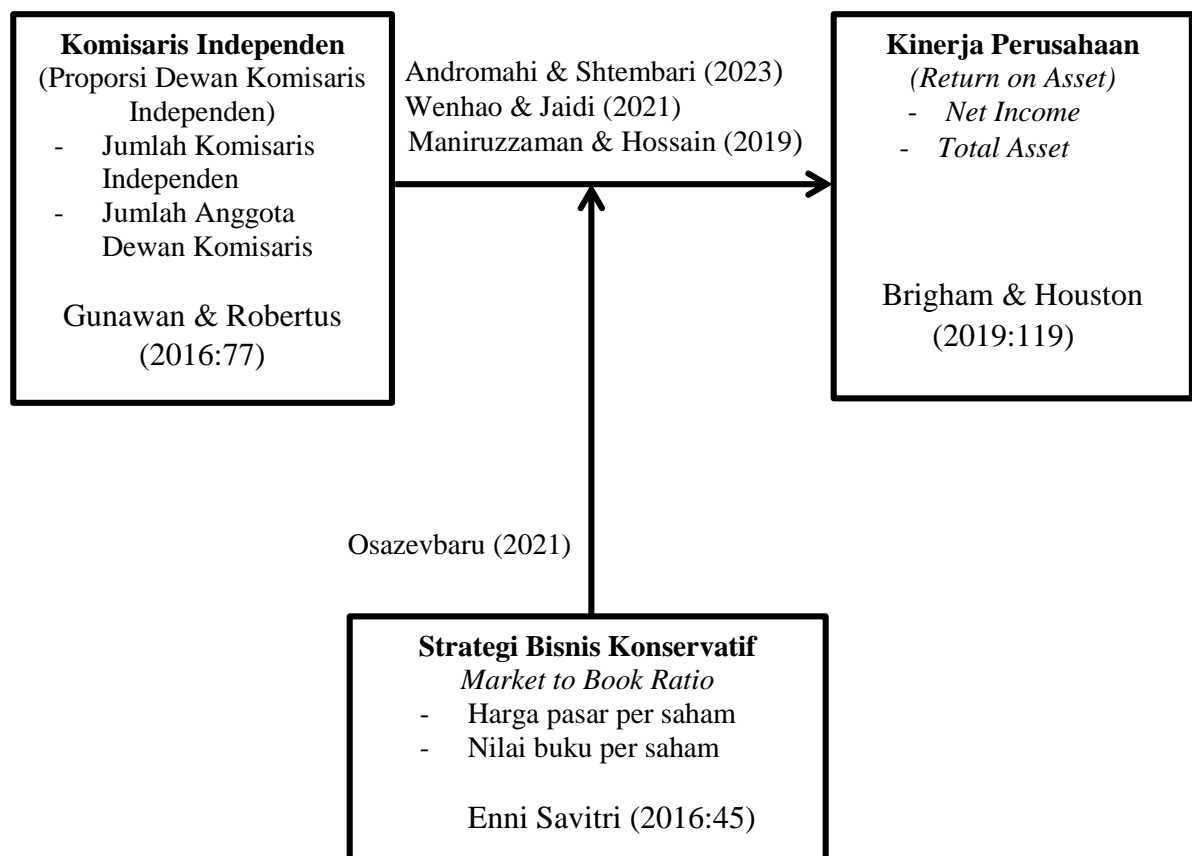 Komisaris Independen
(Proporsi Dewan Komisaris
Independen)
- Jumlah Komisaris
Independen
- Jumlah Anggota
Dewan Komisaris
Gunawan & Robertus
(2016:77)
Andromahi & Shtembari (2023)
Wenhao & Jaidi (2021)
Maniruzzaman & Hossain (2019)
Kinerja Perusahaan
(Return on Asset)
- Net Income
- Total Asset
Brigham & Houston
(2019:119)
Osazevbaru (2021)
Strategi Bisnis Konservatif
Market to Book Ratio
- Harga pasar per saham
- Nilai buku per saham
Enni Savitri (2016:45)